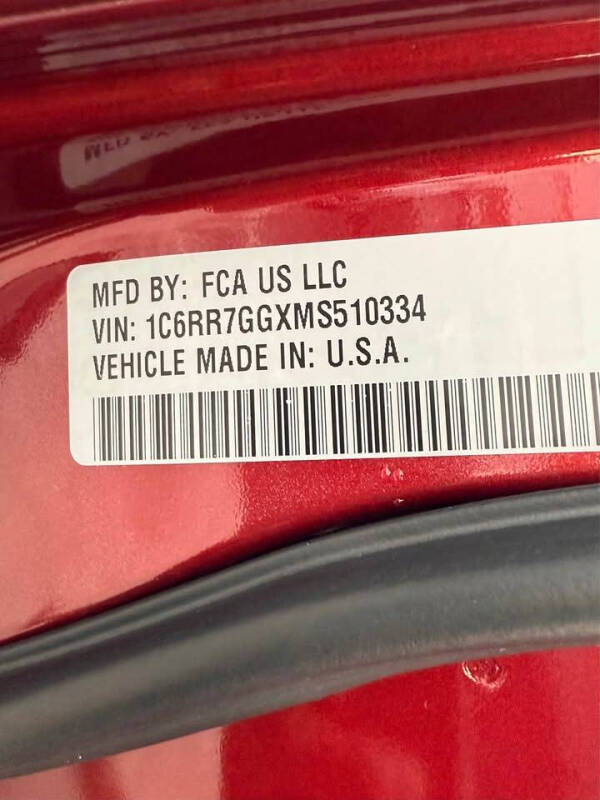 MFD BY: FCA US LLC
VIN: 1C6RR7GGXMS510334
VEHICLE MADE IN: U.S.A.